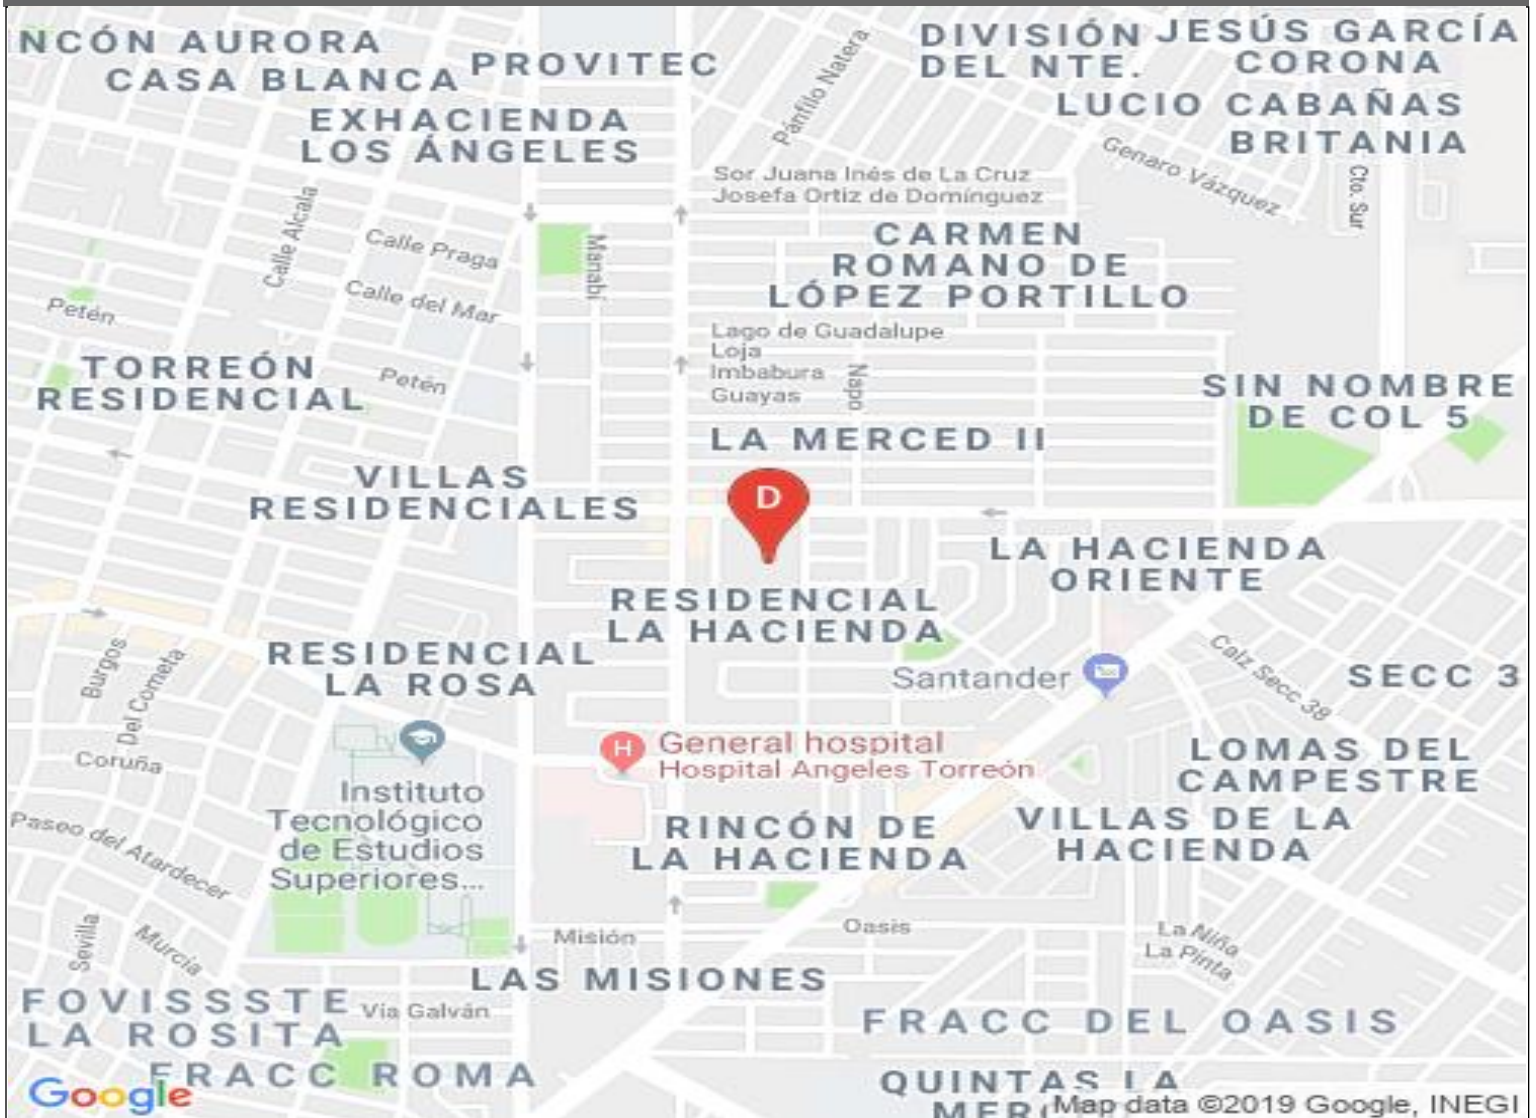 NCÓN AURORA
CASA BLANCA
PROVITEC
DIVISIÓN
DEL NTE.
JESÚS GARCÍA
CORONA
LUCIO CABAÑAS
BRITANIA
EXHACIENDA
LOS ÁNGELES
Pánfilo Natera
Genaro Vázquez
Cto. Sur
Sor Juana Inés de La Cruz
Josefa Ortiz de Domínguez
Calle Alcala
Calle Praga
Manabí
CARMEN
ROMANO DE
LÓPEZ PORTILLO
Calle del Mar
Petén
Lago de Guadalupe
Loja
Imbabura
Guayas
Napo
TORREÓN
RESIDENCIAL
Petén
SIN NOMBRE
DE COL 5
LA MERCED II
VILLAS
RESIDENCIALES
D
LA HACIENDA
ORIENTE
RESIDENCIAL
LA HACIENDA
Burgos
Del Cometa
RESIDENCIAL
LA ROSA
Santander
Calz Secc 38
SECC 3
Coruña
H
General hospital
Hospital Angeles Torreón
LOMAS DEL
CAMPESTRE
Instituto
Tecnológico
de Estudios
Superiores...
Paseo del Atardecer
RINCÓN DE
LA HACIENDA
VILLAS DE LA
HACIENDA
Sevilla
Murcia
Misión
Oasis
La Niña
La Pinta
LAS MISIONES
FOVISSSTE
LA ROSITA
Vía Galván
FRACC DEL OASIS
FRACC ROMA
QUINTAS LA
Google
Map data ©2019 Google, INEGI